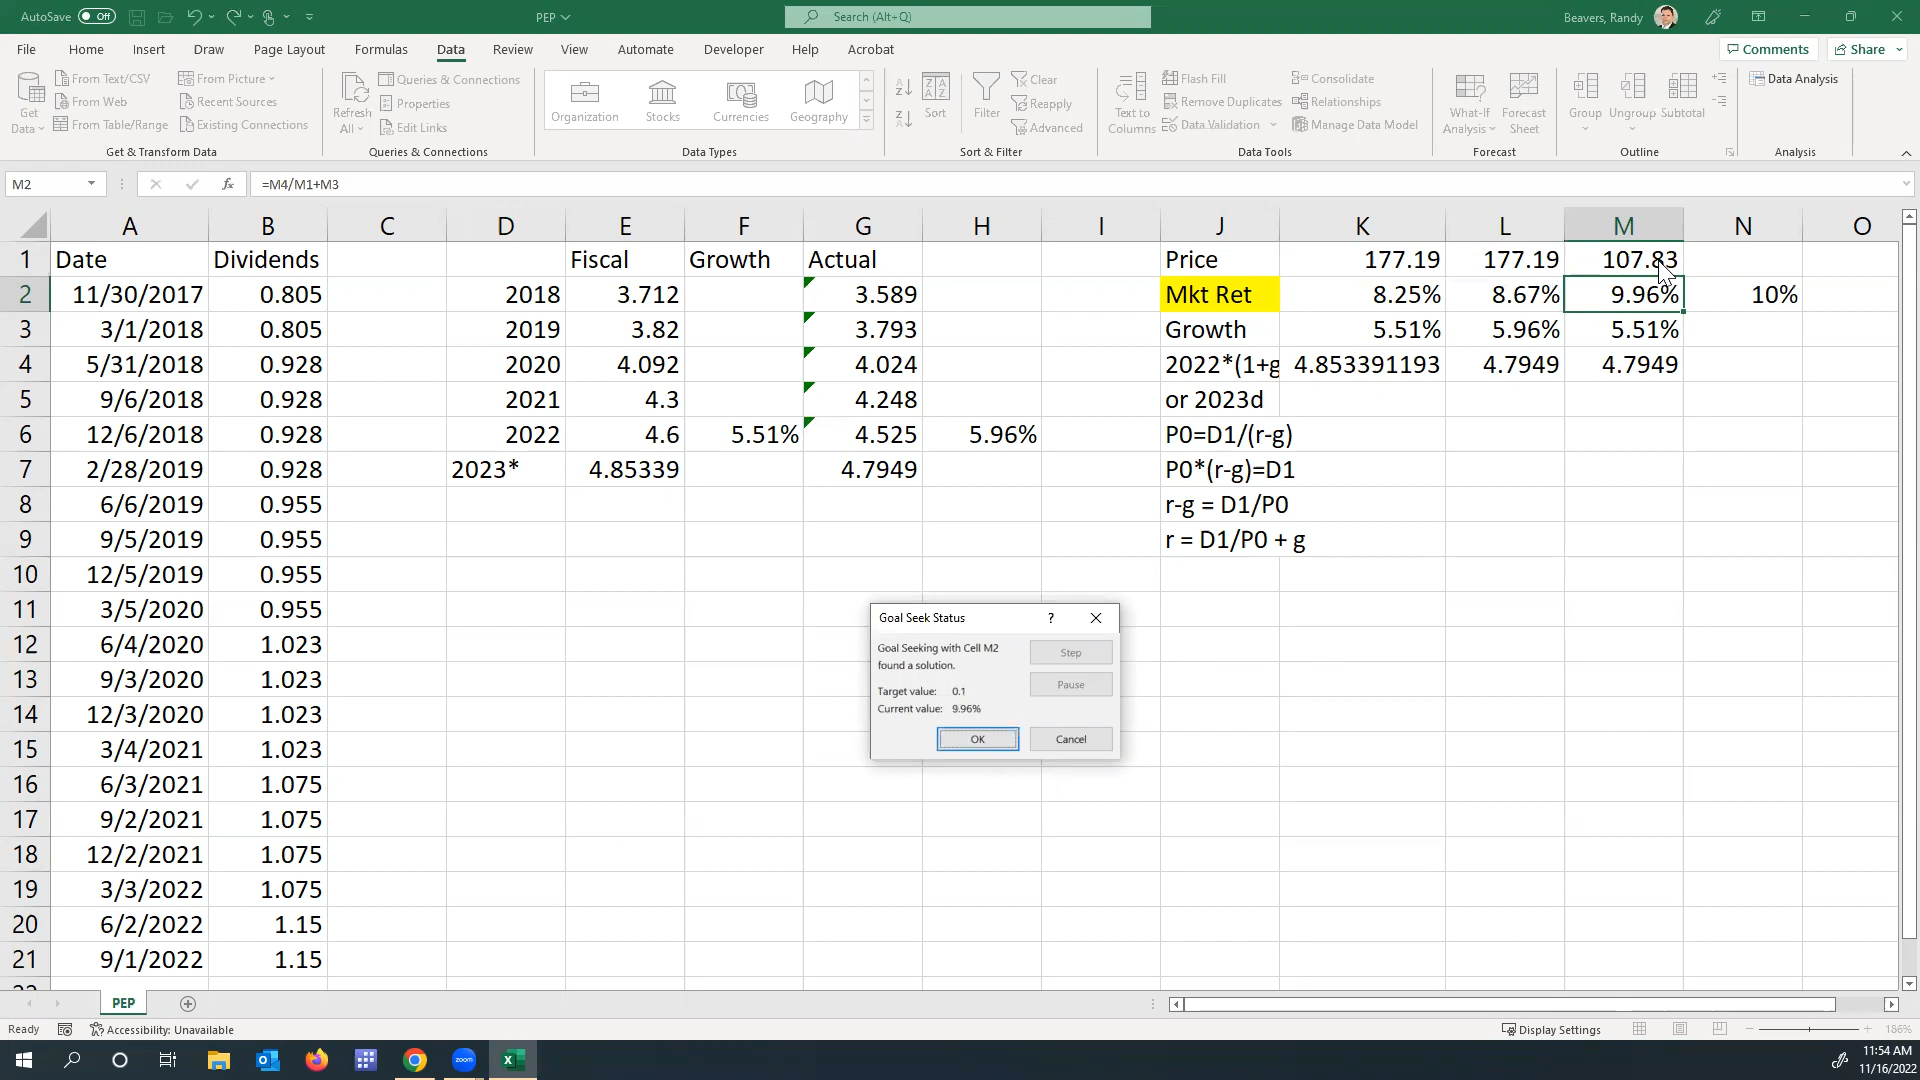 AutoSave Off PEP Search (Alt+Q) Beavers, Randy
File Home Insert Draw Page Layout Formulas Data Review View Automate Developer Help Acrobat Comments Share
Get Data From Text/CSV From Web From Table/Range From Picture Recent Sources Existing Connections
Get & Transform Data
Refresh All Queries & Connections Properties Edit Links
Queries & Connections
Organization Stocks Currencies Geography
Data Types
Sort Filter Clear Reapply Advanced
Sort & Filter
Text to Columns Flash Fill Remove Duplicates Data Validation Consolidate Relationships Manage Data Model
Data Tools
What-If Analysis Forecast Sheet
Forecast
Group Ungroup Subtotal
Outline
Data Analysis
Analysis
M2 fx =M4/M1+M3
A B C D E F G H I J K L M N O
1 Date Dividends Fiscal Growth Actual Price 177.19 177.19 107.83
2 11/30/2017 0.805 2018 3.712 3.589 Mkt Ret 8.25% 8.67% 9.96% 10%
3 3/1/2018 0.805 2019 3.82 3.793 Growth 5.51% 5.96% 5.51%
4 5/31/2018 0.928 2020 4.092 4.024 2022*(1+g 4.853391193 4.7949 4.7949
5 9/6/2018 0.928 2021 4.3 4.248 or 2023d
6 12/6/2018 0.928 2022 4.6 5.51% 4.525 5.96% P0=D1/(r-g)
7 2/28/2019 0.928 2023* 4.85339 4.7949 P0*(r-g)=D1
8 6/6/2019 0.955 r-g = D1/P0
9 9/5/2019 0.955 r = D1/P0 + g
10 12/5/2019 0.955
11 3/5/2020 0.955
12 6/4/2020 1.023
13 9/3/2020 1.023
14 12/3/2020 1.023
15 3/4/2021 1.023
16 6/3/2021 1.075
17 9/2/2021 1.075
18 12/2/2021 1.075
19 3/3/2022 1.075
20 6/2/2022 1.15
21 9/1/2022 1.15
Goal Seek Status ?
Goal Seeking with Cell M2
found a solution.
Target value: 0.1
Current value: 9.96%
Step
Pause
OK Cancel
PEP
Ready Accessibility: Unavailable Display Settings 186%
zoom
11:54 AM
11/16/2022